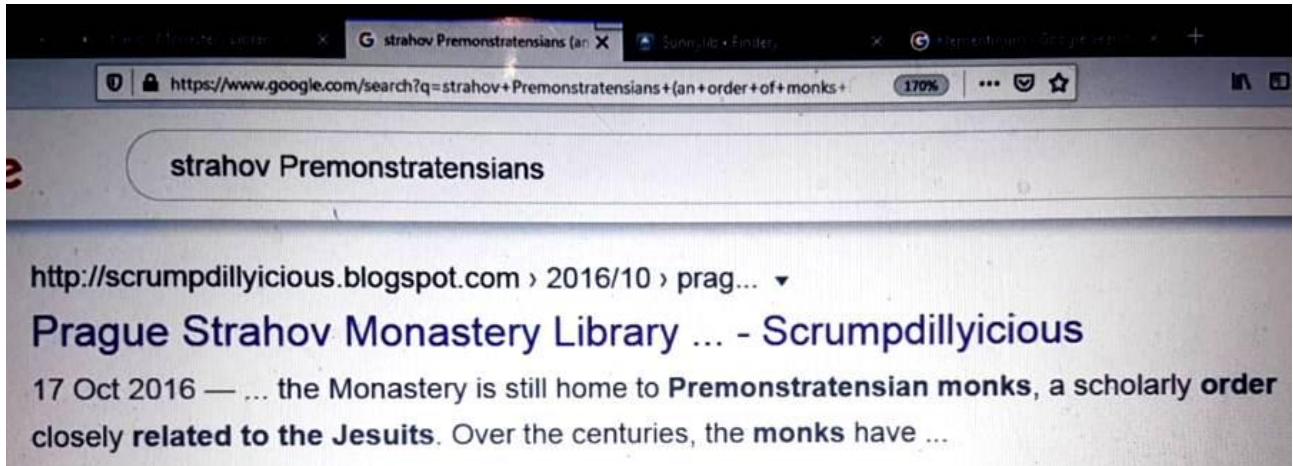 strahov Premonstratensians (an
https://www.google.com/search?q=strahov+Premonstratensians+(an+order+of+monks+
170%
strahov Premonstratensians
http://scrumpdillyicious.blogspot.com › 2016/10 › prag...
Prague Strahov Monastery Library ... - Scrumpdillyicious
17 Oct 2016 — ... the Monastery is still home to Premonstratensian monks, a scholarly order
closely related to the Jesuits. Over the centuries, the monks have ...